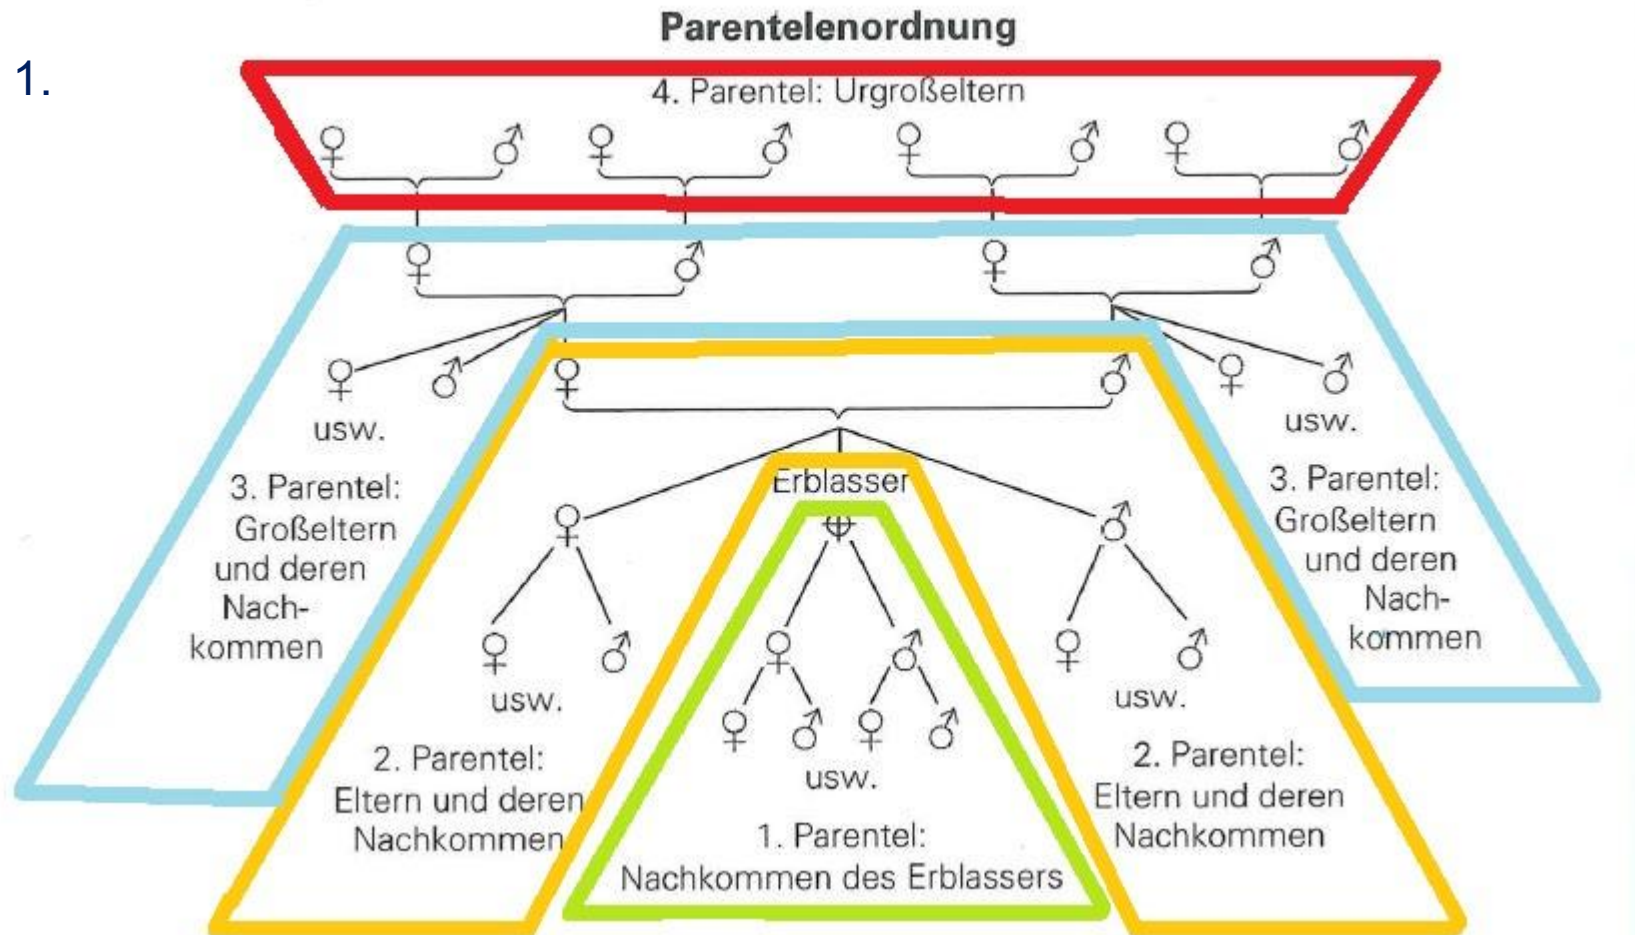 Parentelenordnung
1.
4. Parentel: Urgroßeltern
usw.
3. Parentel:
Großeltern
und deren
Nach-
kommen
usw.
3. Parentel:
Großeltern
und deren
Nach-
kommen
Erblasser
usw.
2. Parentel:
Eltern und deren
Nachkommen
usw.
1. Parentel:
Nachkommen des Erblassers
usw.
2. Parentel:
Eltern und deren
Nachkommen